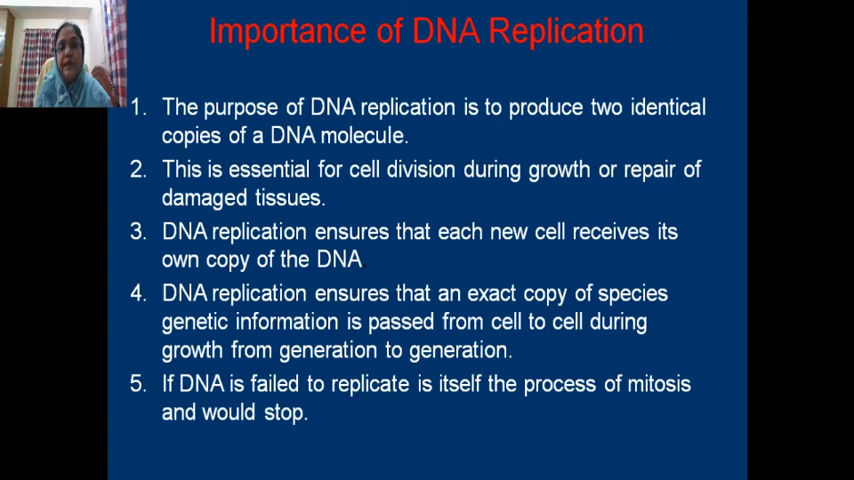 Importance of DNA Replication
1. The purpose of DNA replication is to produce two identical
copies of a DNA molecule.
2. This is essential for cell division during growth or repair of
damaged tissues.
3. DNA replication ensures that each new cell receives its
own copy of the DNA.
4. DNA replication ensures that an exact copy of species
genetic information is passed from cell to cell during
growth from generation to generation.
5. If DNA is failed to replicate is itself the process of mitosis
and would stop.